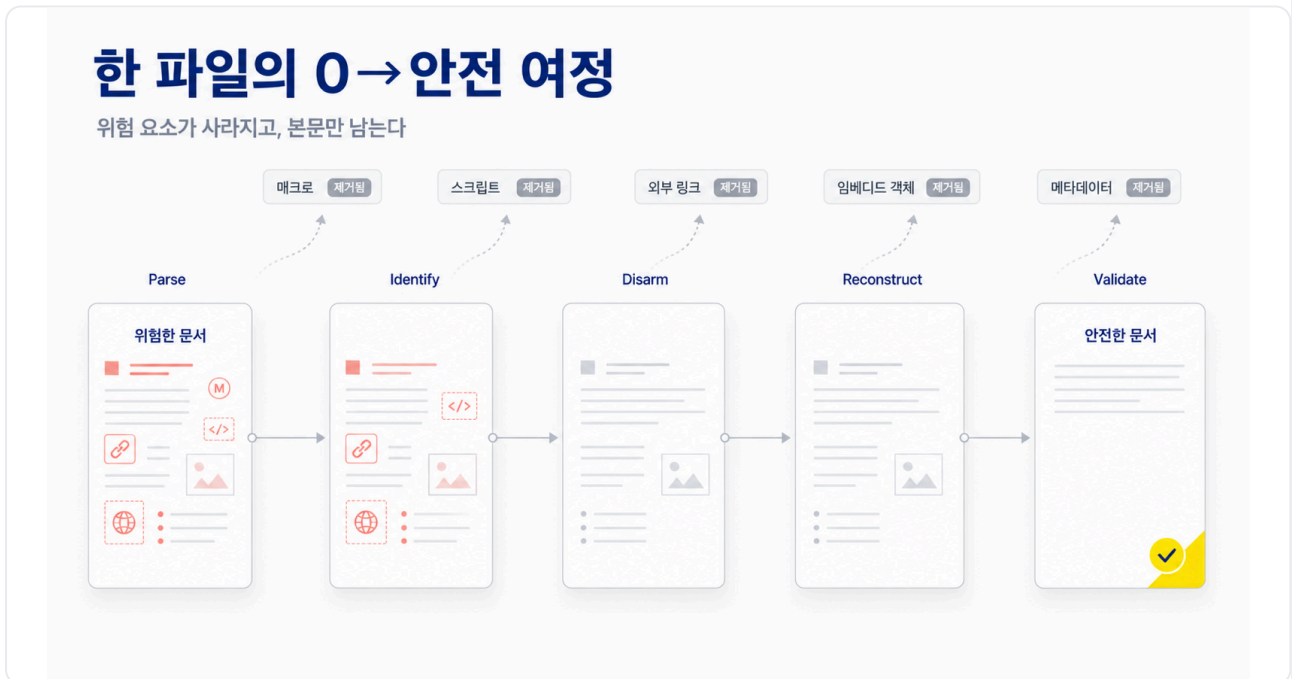 한 파일의 0→안전 여정
위험 요소가 사라지고, 본문만 남는다
매크로 제거됨
스크립트 제거됨
외부 링크 제거됨
임베디드 객체 제거됨
메타데이터 제거됨
Parse
Identify
Disarm
Reconstruct
Validate
위험한 문서
M
</>
</>
안전한 문서